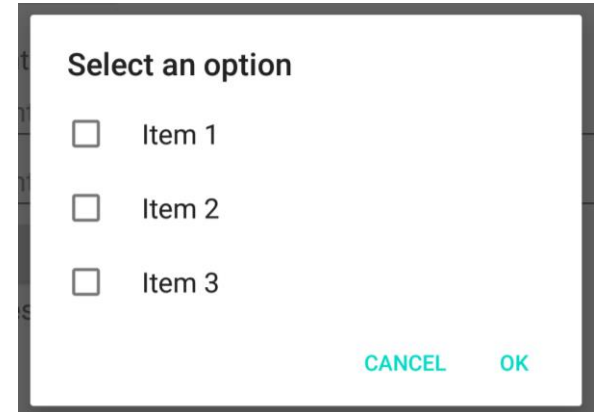 Select an option
Item 1
Item 2
Item 3
CANCEL OK